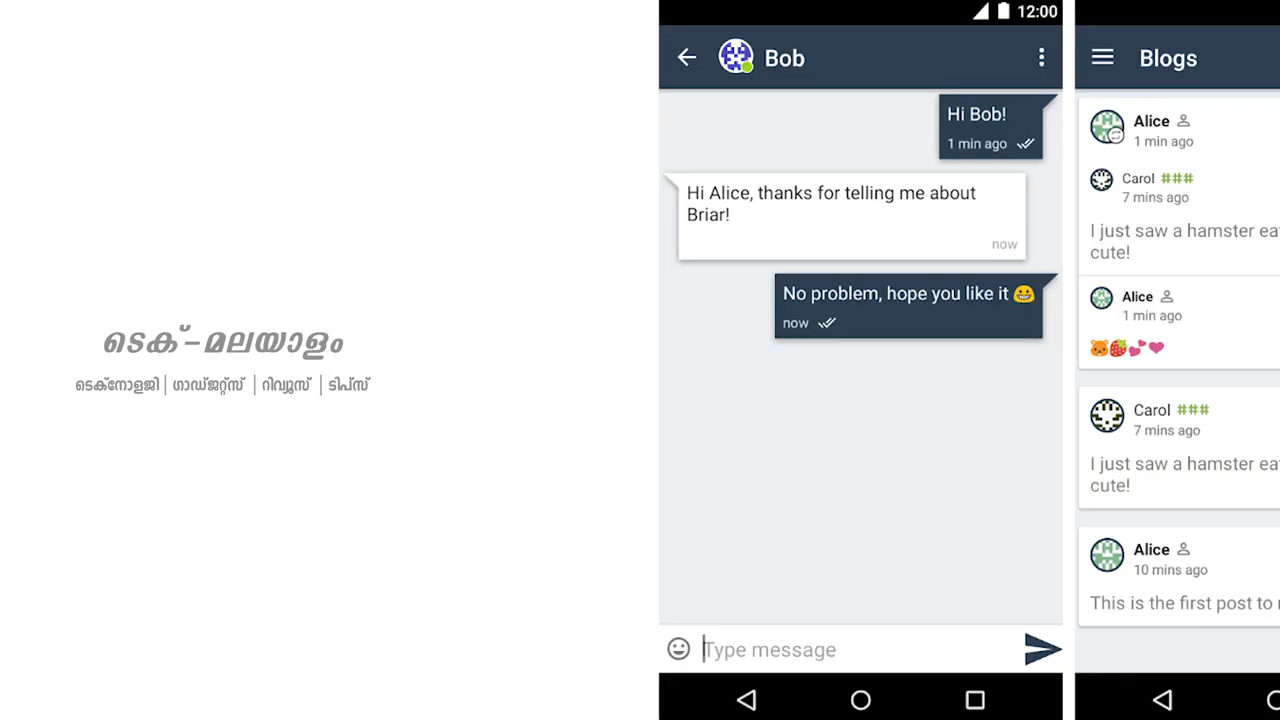 ടെക്-മലയാളം
ടെക്നോളജി | ഗാഡ്ജറ്റ്സ് | റിവ്യൂസ് | ടിപ്സ്
12:00
Bob
Hi Bob!
1 min ago
Hi Alice, thanks for telling me about
Briar!
now
No problem, hope you like it 😀
now
Type message
Blogs
Alice
1 min ago
Carol ###
7 mins ago
I just saw a hamster ea
cute!
Alice
1 min ago
🐹🍓💕❤
Carol ###
7 mins ago
I just saw a hamster ea
cute!
Alice
10 mins ago
This is the first post to